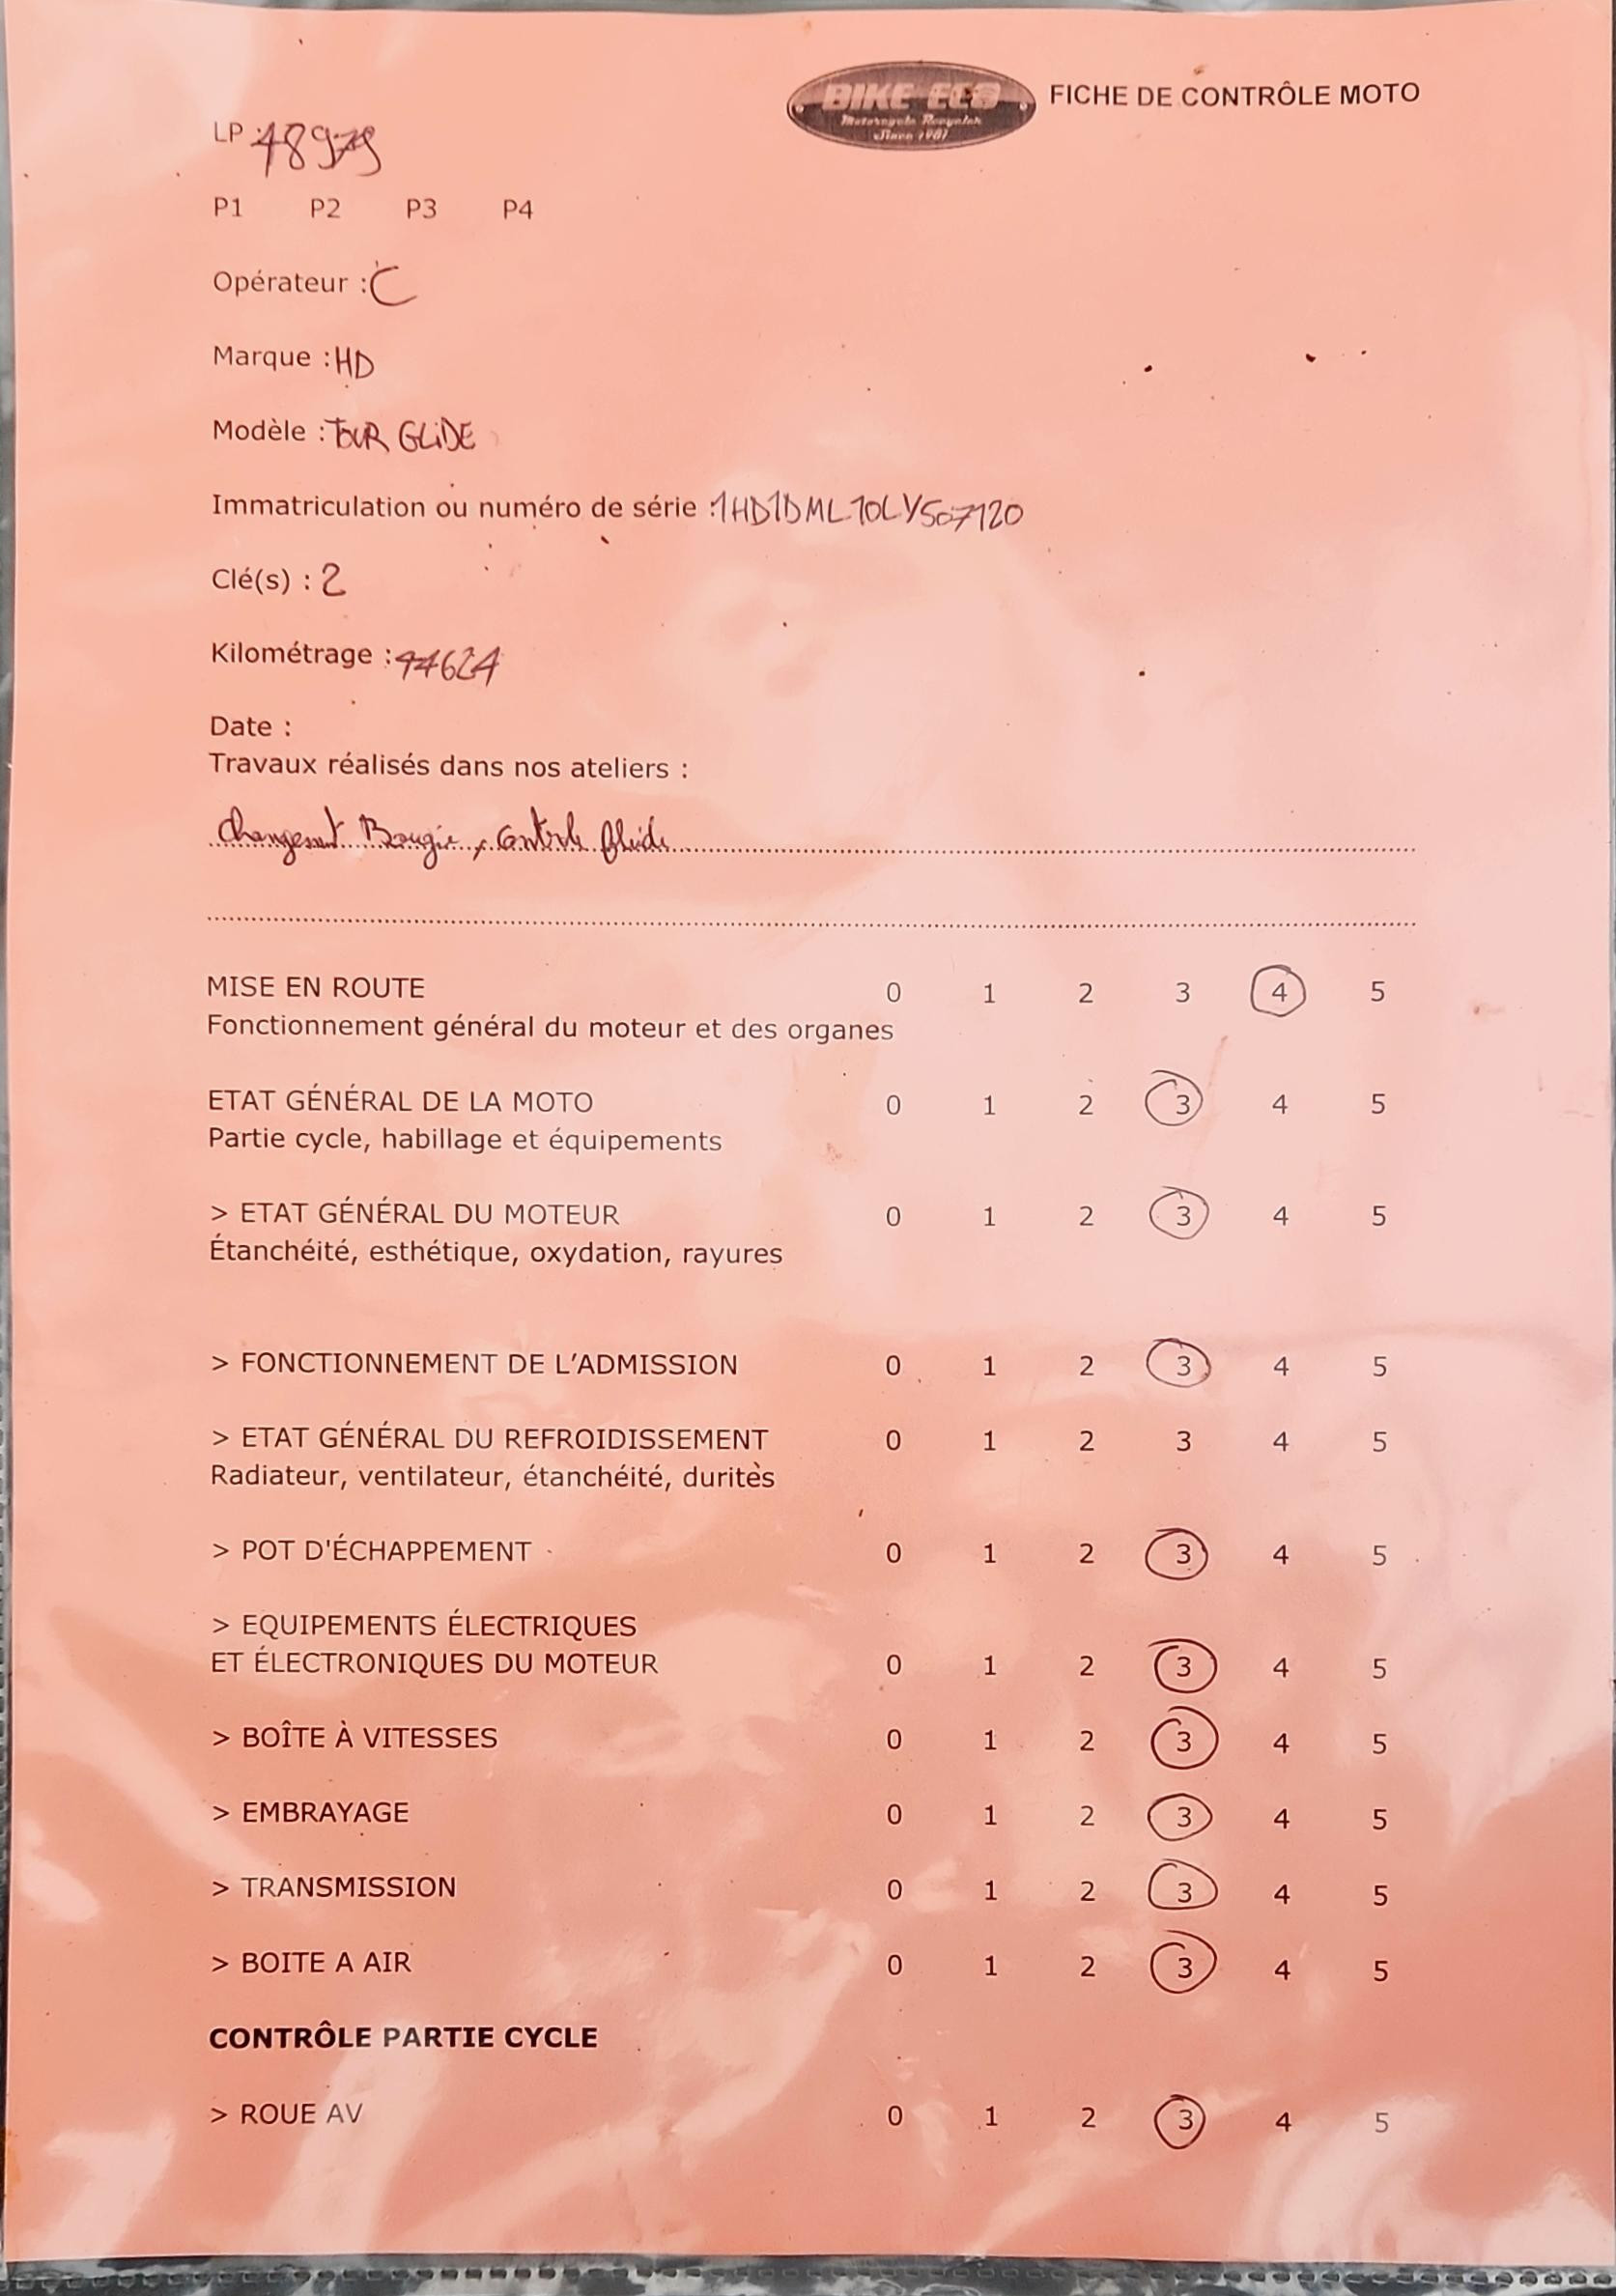 BIKE ECO
Motorcycle Recycler
Since 1987
FICHE DE CONTRÔLE MOTO
LP : 48979
P1 P2 P3 P4
Opérateur : C
Marque : HD
Modèle : TOUR GLIDE
Immatriculation ou numéro de série : 1HD1DML10LY507120
Clé(s) : 2
Kilométrage : 44624
Date :
Travaux réalisés dans nos ateliers :
Changement Bougie, Controle fluide
MISE EN ROUTE 0 1 2 3 4 5
Fonctionnement général du moteur et des organes
ETAT GÉNÉRAL DE LA MOTO 0 1 2 3 4 5
Partie cycle, habillage et équipements
> ETAT GÉNÉRAL DU MOTEUR 0 1 2 3 4 5
Étanchéité, esthétique, oxydation, rayures
> FONCTIONNEMENT DE L'ADMISSION 0 1 2 3 4 5
> ETAT GÉNÉRAL DU REFROIDISSEMENT 0 1 2 3 4 5
Radiateur, ventilateur, étanchéité, duritès
> POT D'ÉCHAPPEMENT 0 1 2 3 4 5
> EQUIPEMENTS ÉLECTRIQUES
ET ÉLECTRONIQUES DU MOTEUR 0 1 2 3 4 5
> BOÎTE À VITESSES 0 1 2 3 4 5
> EMBRAYAGE 0 1 2 3 4 5
> TRANSMISSION 0 1 2 3 4 5
> BOITE A AIR 0 1 2 3 4 5
CONTRÔLE PARTIE CYCLE
> ROUE AV 0 1 2 3 4 5